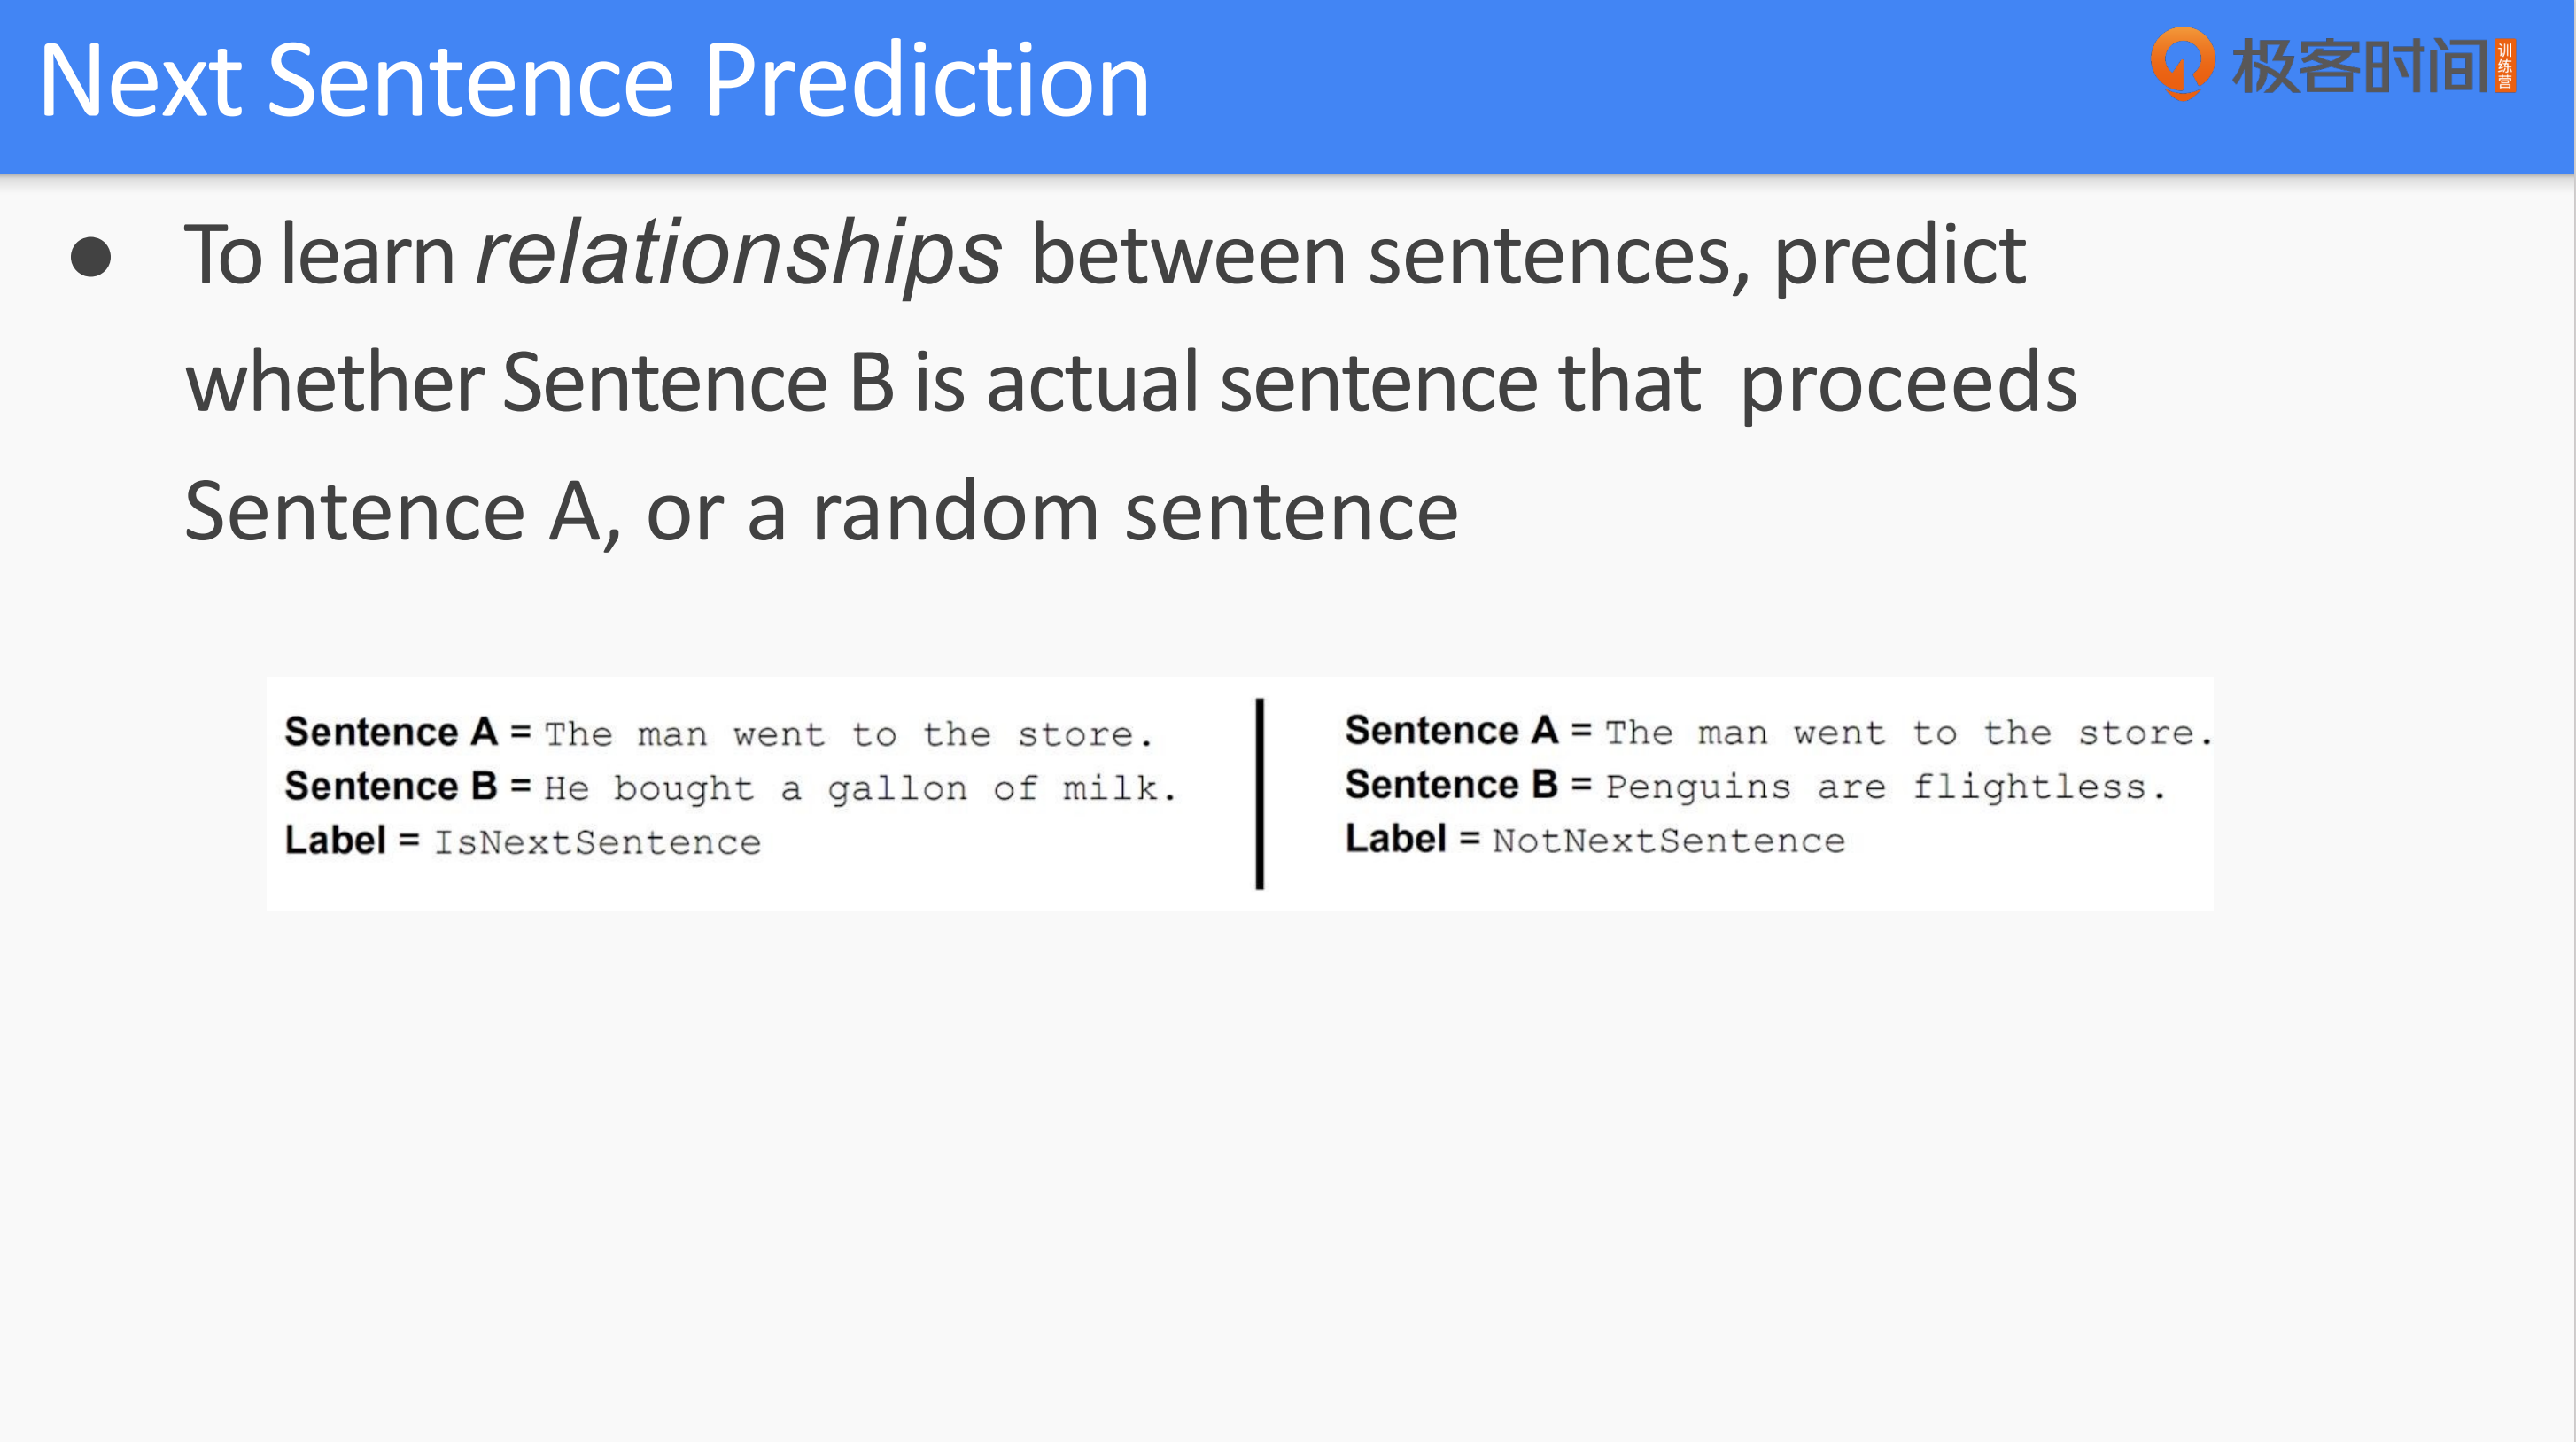 Next Sentence Prediction
极客时间
训练营
● To learn relationships between sentences, predict
whether Sentence B is actual sentence that proceeds
Sentence A, or a random sentence
Sentence A = The man went to the store.
Sentence B = He bought a gallon of milk.
Label = IsNextSentence
Sentence A = The man went to the store.
Sentence B = Penguins are flightless.
Label = NotNextSentence